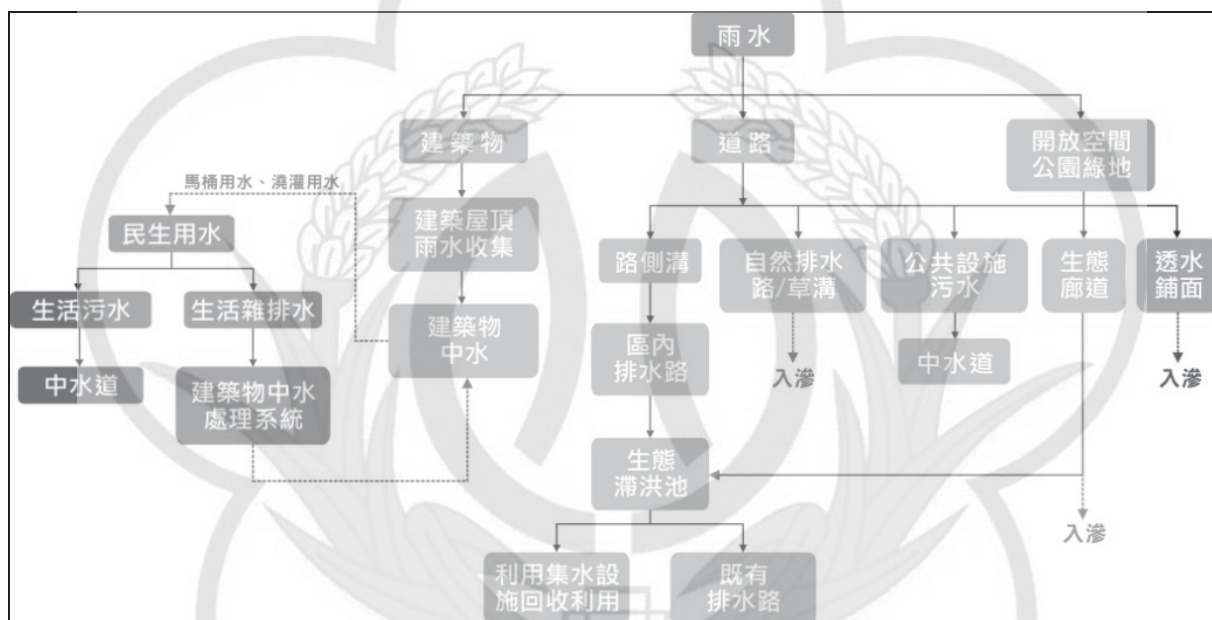 雨水
建築物
道路
開放空間
公園綠地
馬桶用水、澆灌用水
民生用水
建築屋頂
雨水收集
路側溝
自然排水
路/草溝
公共設施
污水
生態
廊道
透水
鋪面
生活污水
生活雜排水
建築物
中水
區內
排水路
入滲
中水道
入滲
中水道
建築物中水
處理系統
生態
滯洪池
入滲
利用集水設
施回收利用
既有
排水路